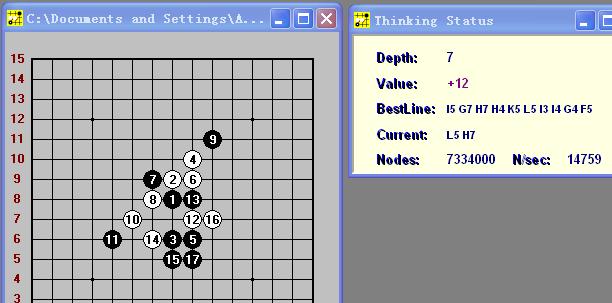 C:\Documents and Settings\A...
Thinking Status
15
14
13
12
11
10
9
8
7
6
5
4
3
9
4
7 2 6
8 1 13
10 12 16
11 14 3 5
15 17
Depth: 7
Value: +12
BestLine: I5 G7 H7 H4 K5 L5 I3 I4 G4 F5
Current: L5 H7
Nodes: 7334000 N/sec: 14759